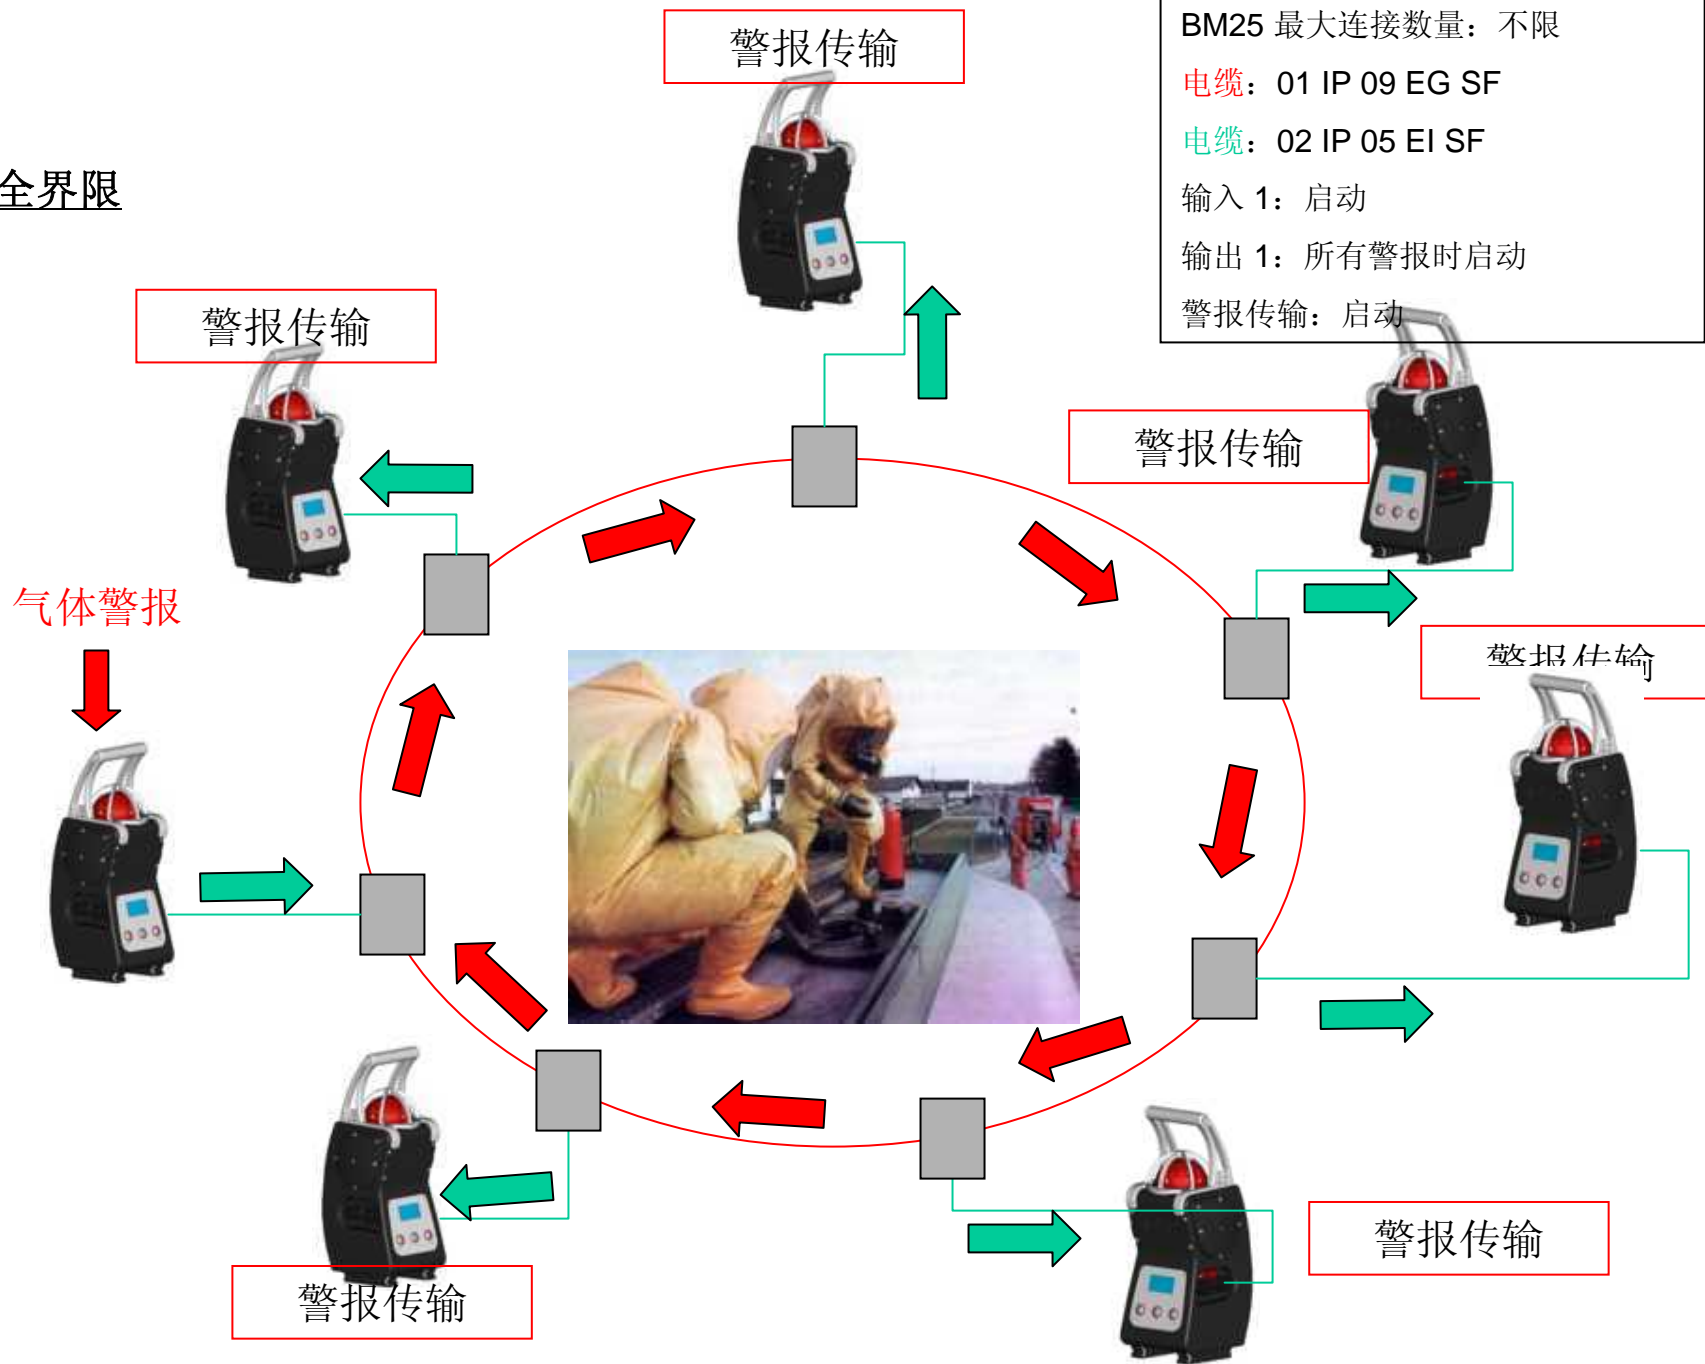 警报传输
BM25 最大连接数量：不限
电缆：01 IP 09 EG SF
电缆：02 IP 05 EI SF
输入 1：启动
输出 1：所有警报时启动
警报传输：启动
全界限
警报传输
警报传输
气体警报
警报传输
警报传输
警报传输